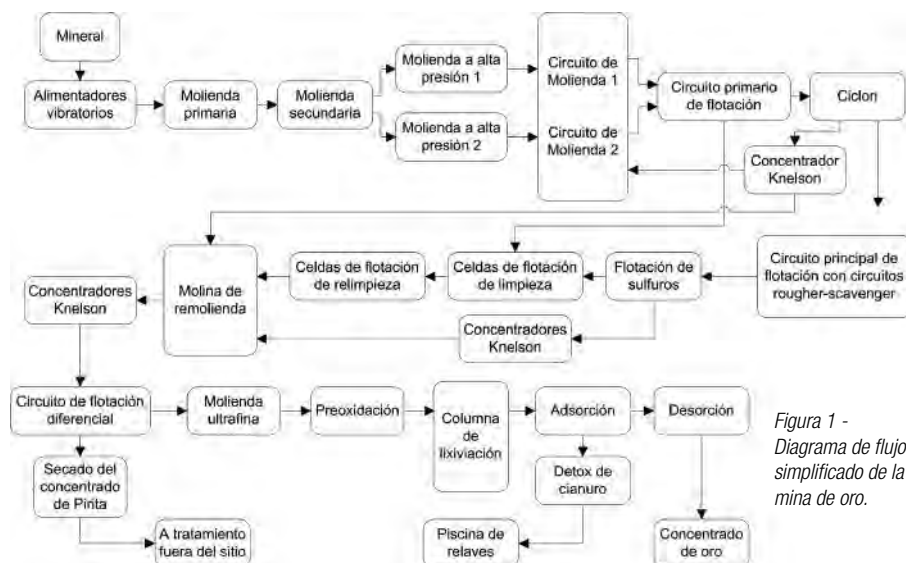 Mineral
Alimentadores
vibratorios
Molienda
primaria
Molienda
secundaria
Molienda a alta
presión 1
Molienda a alta
presión 2
Circuito de
Molienda 1
Circuito de
Molienda 2
Circuito primario
de flotación
Ciclon
Concentrador
Knelson
Circuito principal de
flotación con circuitos
rougher-scavenger
Flotación de
sulfuros
Celdas de flotación
de limpieza
Celdas de flotación
de relimpieza
Concentradores
Knelson
Molina de
remolienda
Concentradores
Knelson
Circuito de flotación
diferencial
Molienda
ultrafina
Preoxidación
Columna
de
lixiviación
Adsorción
Desorción
Secado del
concentrado
de Pirita
A tratamiento
fuera del sitio
Detox de
cianuro
Piscina de
relaves
Concentrado
de oro
Figura 1 -
Diagrama de flujo
simplificado de la
mina de oro.